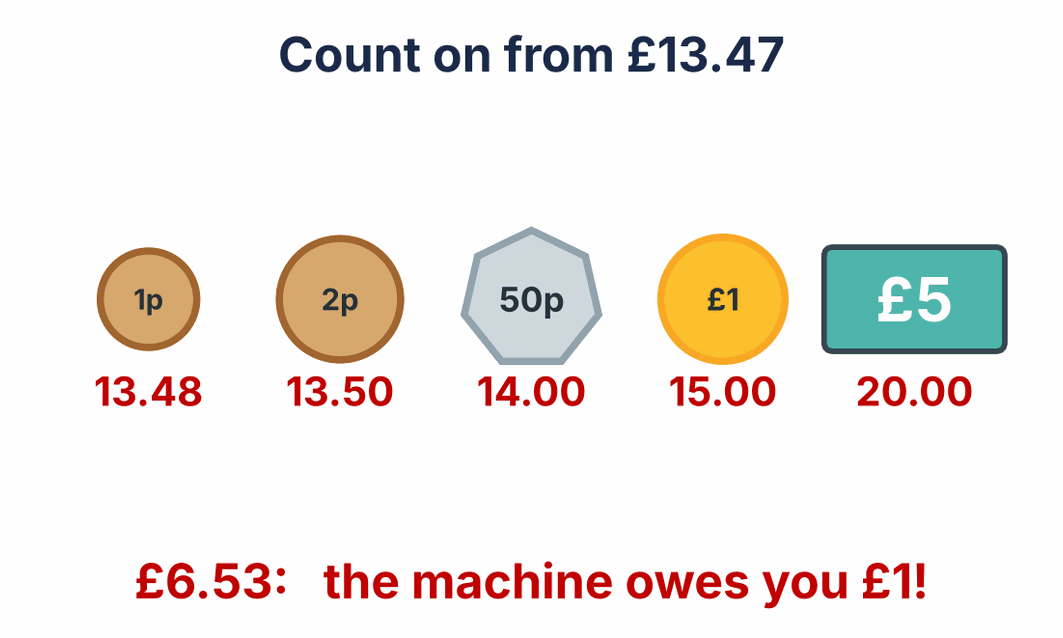 Count on from £13.47
1p 2p 50p £1 £5
13.48 13.50 14.00 15.00 20.00
£6.53: the machine owes you £1!